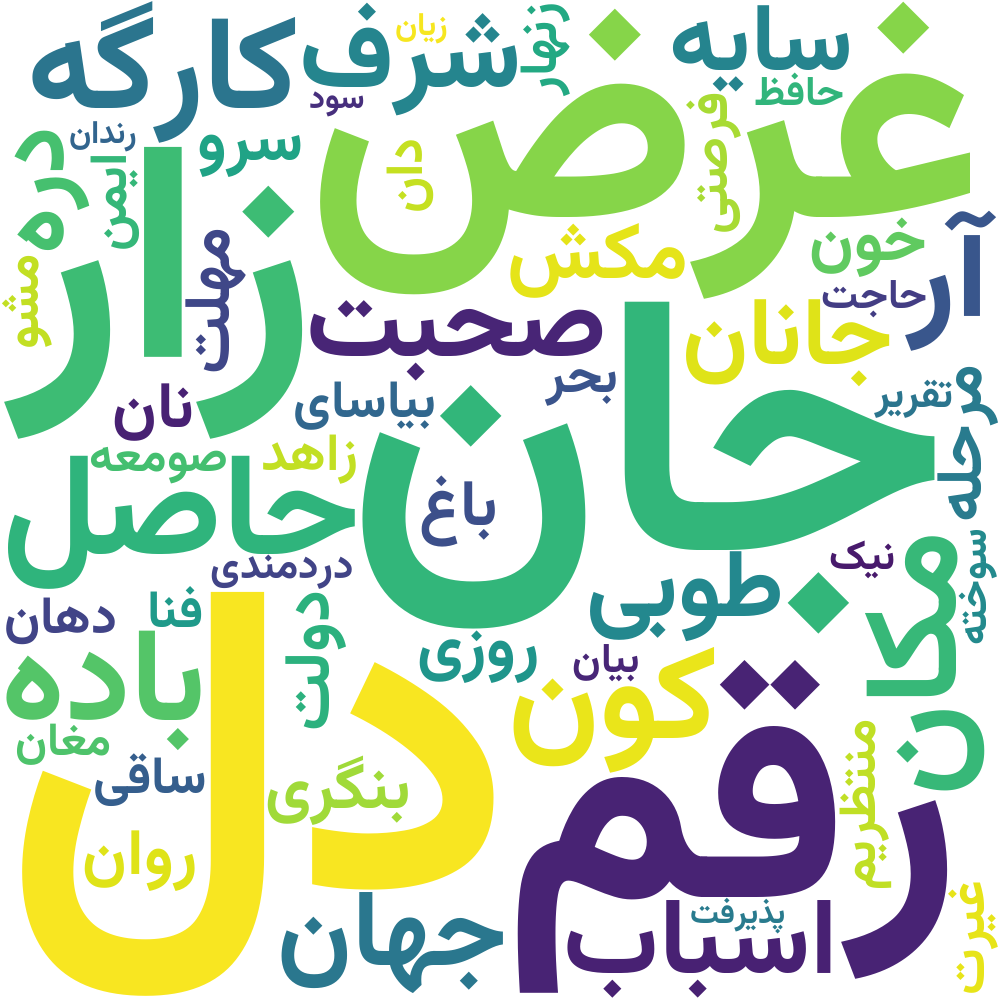 کارگه
شرف
زیان
زنهار
سایه
غرض
حافظ
سود
فرصتی
رندان
سرو
دان
ایمن
دره
زار
مهلت
مشو
مکش
خون
آر
حاجت
جانان
صحبت
جان
بحر
بیاسای
نان
تقریر
مرحله
زاهد
صومعه
حاصل
باغ
نیک
سوخته
دردمندی
طوبی
مکان
دولت
فنا
دهان
روزی
بیان
باده
کون
دل
مغان
رقم
ساقی
بنگری
منتظریم
روان
غیرت
جهان
پذیرفت
اسباب